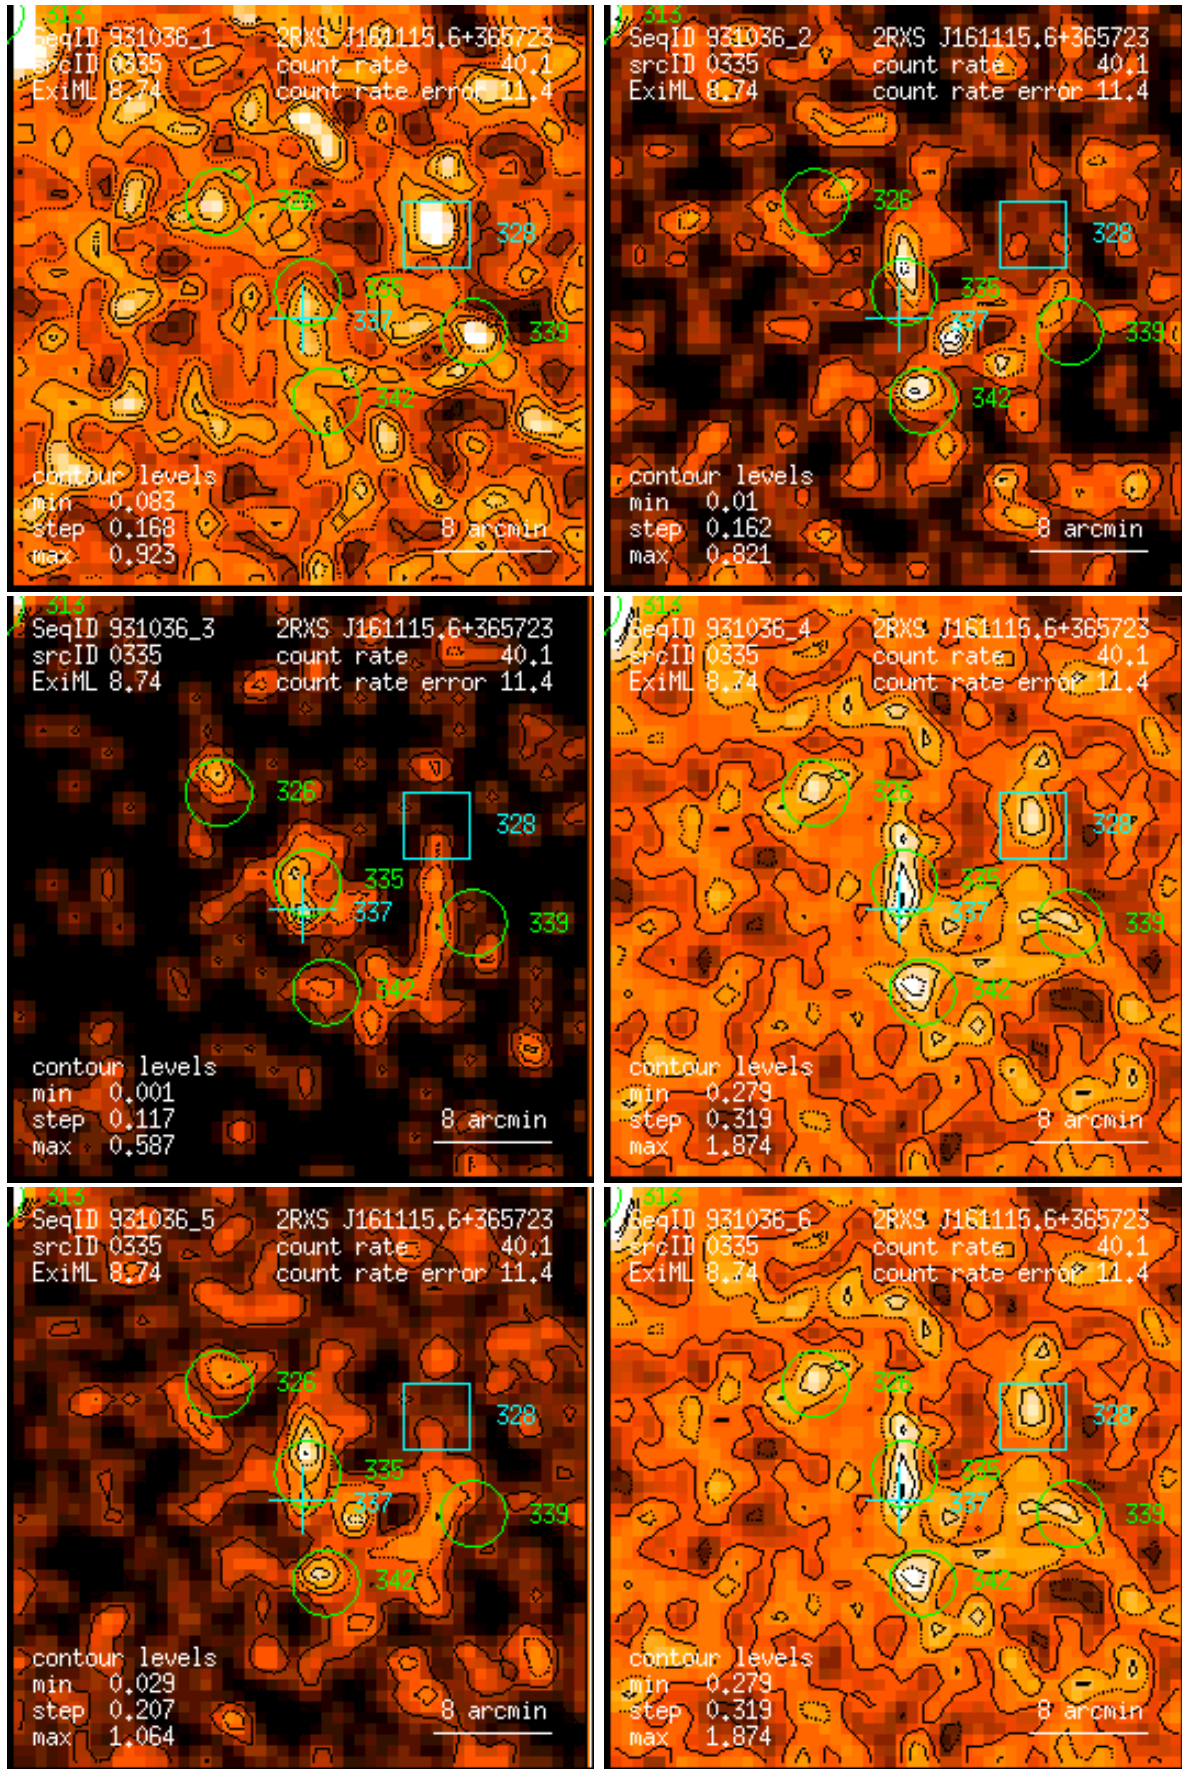 313
SeqID 931036_1 2RXS J161115.6+365723
srcID 0335 count rate 40.1
ExiML 8.74 count rate error 11.4
326
328
335
337
339
342
contour levels
min 0.083
step 0.168
max 0.923
8 arcmin
SeqID 931036_2 2RXS J161115.6+365723
srcID 0335 count rate 40.1
ExiML 8.74 count rate error 11.4
326
328
335
337
339
342
contour levels
min 0.01
step 0.162
max 0.821
8 arcmin
313
SeqID 931036_3 2RXS J161115.6+365723
srcID 0335 count rate 40.1
ExiML 8.74 count rate error 11.4
326
328
335
337
339
342
contour levels
min 0.001
step 0.117
max 0.587
8 arcmin
313
SeqID 931036_4 2RXS J161115.6+365723
srcID 0335 count rate 40.1
ExiML 8.74 count rate error 11.4
326
328
335
337
339
342
contour levels
min 0.279
step 0.319
max 1.874
8 arcmin
313
SeqID 931036_5 2RXS J161115.6+365723
srcID 0335 count rate 40.1
ExiML 8.74 count rate error 11.4
326
328
335
337
339
342
contour levels
min 0.029
step 0.207
max 1.064
8 arcmin
313
SeqID 931036_6 2RXS J161115.6+365723
srcID 0335 count rate 40.1
ExiML 8.74 count rate error 11.4
326
328
335
337
339
342
contour levels
min 0.279
step 0.319
max 1.874
8 arcmin